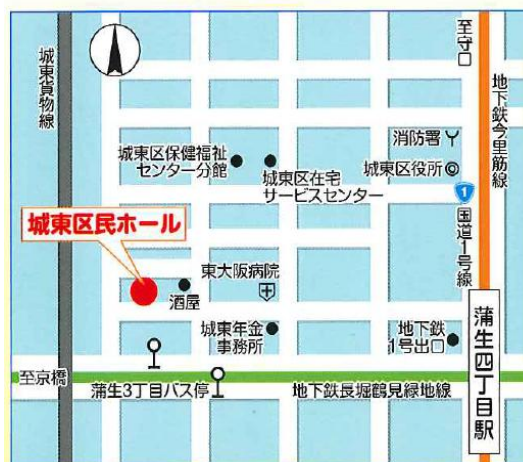 城東貨物線
至守口
地下鉄今里筋線
消防署
城東区役所
城東区保健福祉
センター分館
城東区在宅
サービスセンター
1
国道1号線
城東区民ホール
酒屋
東大阪病院
城東年金
事務所
地下鉄
1号出口
蒲生四丁目駅
至京橋
蒲生3丁目バス停
地下鉄長堀鶴見緑地線